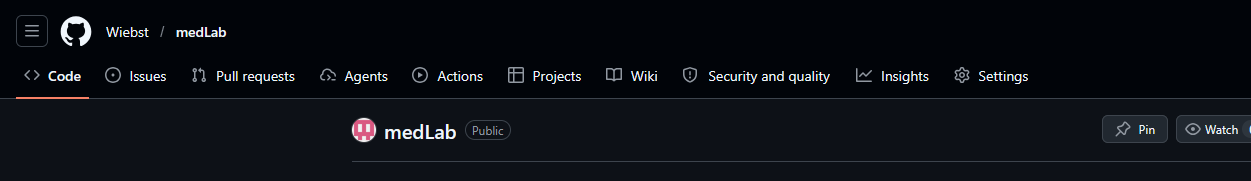 Wiebst / medLab
Code Issues Pull requests Agents Actions Projects Wiki Security and quality Insights Settings
medLab Public Pin Watch